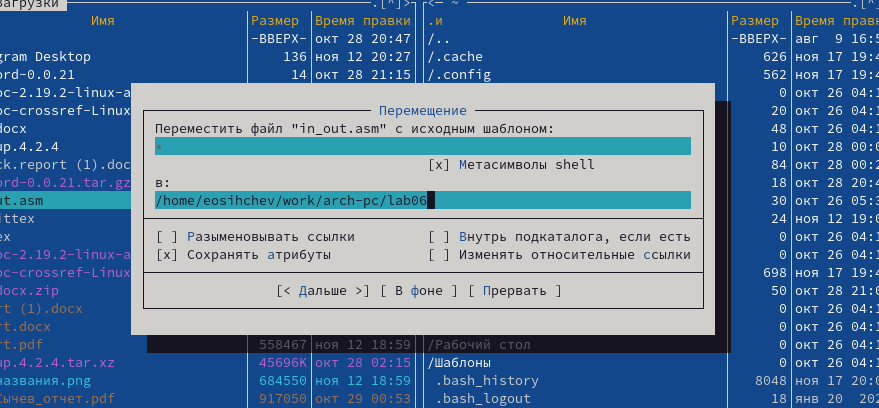 Загрузки .[^]> <─ ~ .[^
Имя Размер Время правки .и Имя Размер Время правк
-ВВЕРХ- окт 28 20:47 /.. -ВВЕРХ- авг 9 16:5
gram Desktop 136 ноя 12 20:27 /.cache 626 ноя 17 19:4
ord-0.0.21 14 окт 28 21:15 /.config 562 ноя 17 19:4
oc-2.19.2-linux-a 0 окт 26 04:1
oc-crossref-Linux Перемещение 20 окт 26 04:1
docx Переместить файл "in_out.asm" с исходным шаблоном: 48 окт 26 04:1
up.4.2.4 * 10 окт 28 00:
ck.report (1).doc [x] Метасимволы shell 84 окт 28 00:2
ord-0.0.21.tar.gz в: 18 окт 28 20:4
ut.asm /home/eosihchev/work/arch-pc/lab06 30 окт 26 05:3
ittex 24 ноя 12 19:0
ex [ ] Разыменовывать ссылки [ ] Внутрь подкаталога, если есть 0 окт 26 04:1
oc-2.19.2-linux-a [x] Сохранять атрибуты [ ] Изменять относительные ссылки 0 окт 26 04:1
oc-crossref-Linux 698 ноя 17 19:4
docx.zip [< Дальше >] [ В фоне ] [ Прервать ] 50 окт 28 21:0
rt (1).docx 0 окт 26 04:1
rt.docx 0 окт 26 04:1
rt.pdf 558467 ноя 12 18:59 /Рабочий стол 0 окт 26 04:1
up.4.2.4.tar.xz 45696K окт 28 02:15 /Шаблоны 0 окт 26 04:1
названия.png 684550 ноя 12 18:59 .bash_history 8048 ноя 17 20:0
Сычев_отчет.pdf 917050 окт 29 00:53 .bash_logout 18 янв 20 202